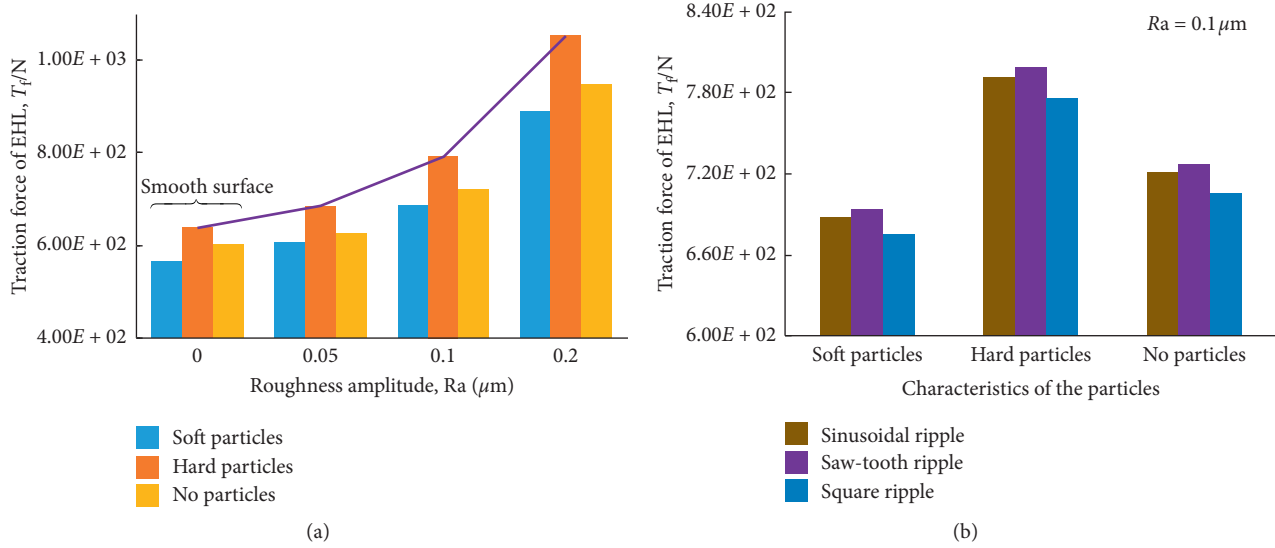 Traction force of EHL, Tf/N
1.00E + 03
8.00E + 02
6.00E + 02
4.00E + 02
Smooth surface
0 0.05 0.1 0.2
Roughness amplitude, Ra (μm)
Soft particles
Hard particles
No particles
(a)
Traction force of EHL, Tf/N
8.40E + 02
7.80E + 02
7.20E + 02
6.60E + 02
6.00E + 02
Ra = 0.1 μm
Soft particles Hard particles No particles
Characteristics of the particles
Sinusoidal ripple
Saw-tooth ripple
Square ripple
(b)